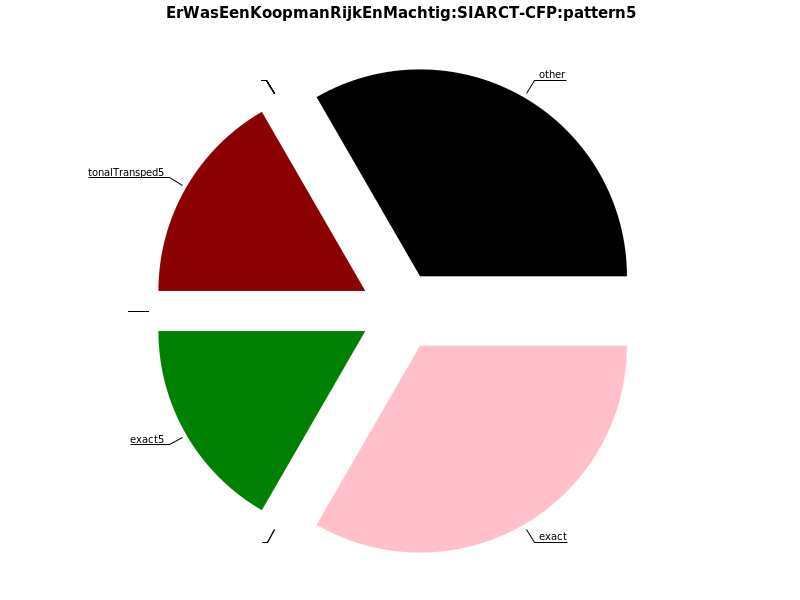 ErWasEenKoopmanRijkEnMachtig:SIARCT-CFP:pattern5
other
tonalTransped5
exact5
exact